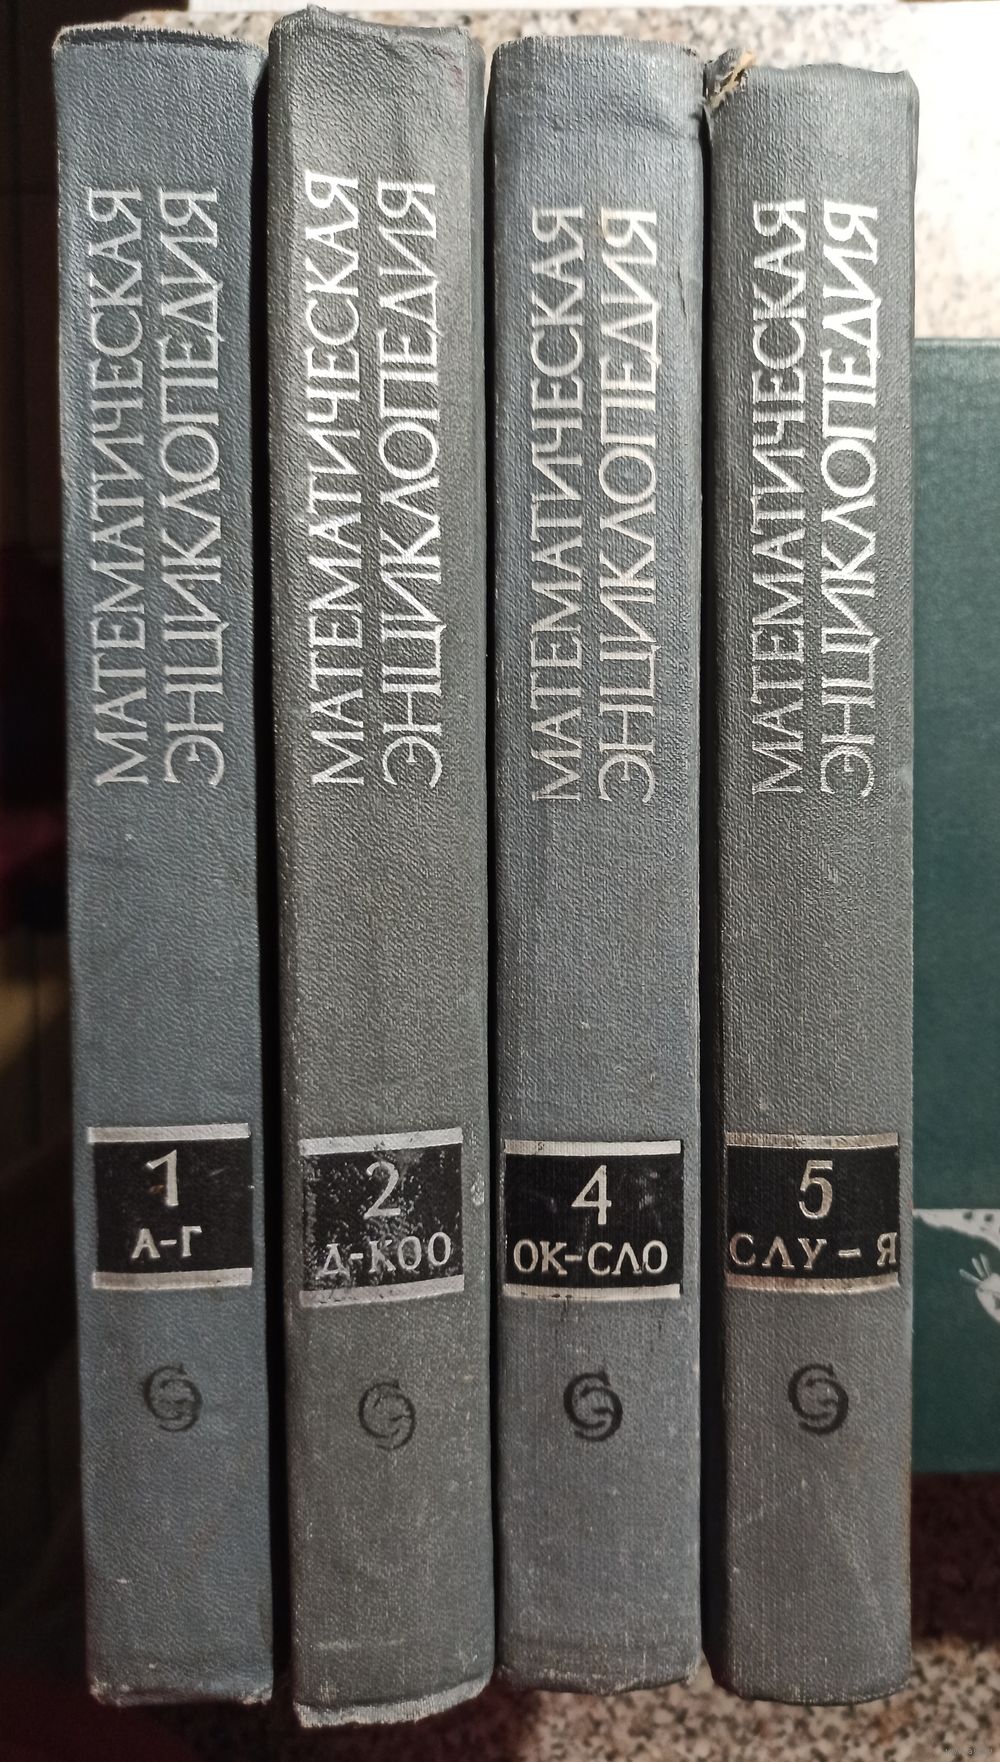 МАТЕМАТИЧЕСКАЯ
ЭНЦИКЛОПЕДИЯ
1
А-Г
МАТЕМАТИЧЕСКАЯ
ЭНЦИКЛОПЕДИЯ
2
Д-КОО
МАТЕМАТИЧЕСКАЯ
ЭНЦИКЛОПЕДИЯ
4
ОК-СЛО
МАТЕМАТИЧЕСКАЯ
ЭНЦИКЛОПЕДИЯ
5
СЛУ-Я